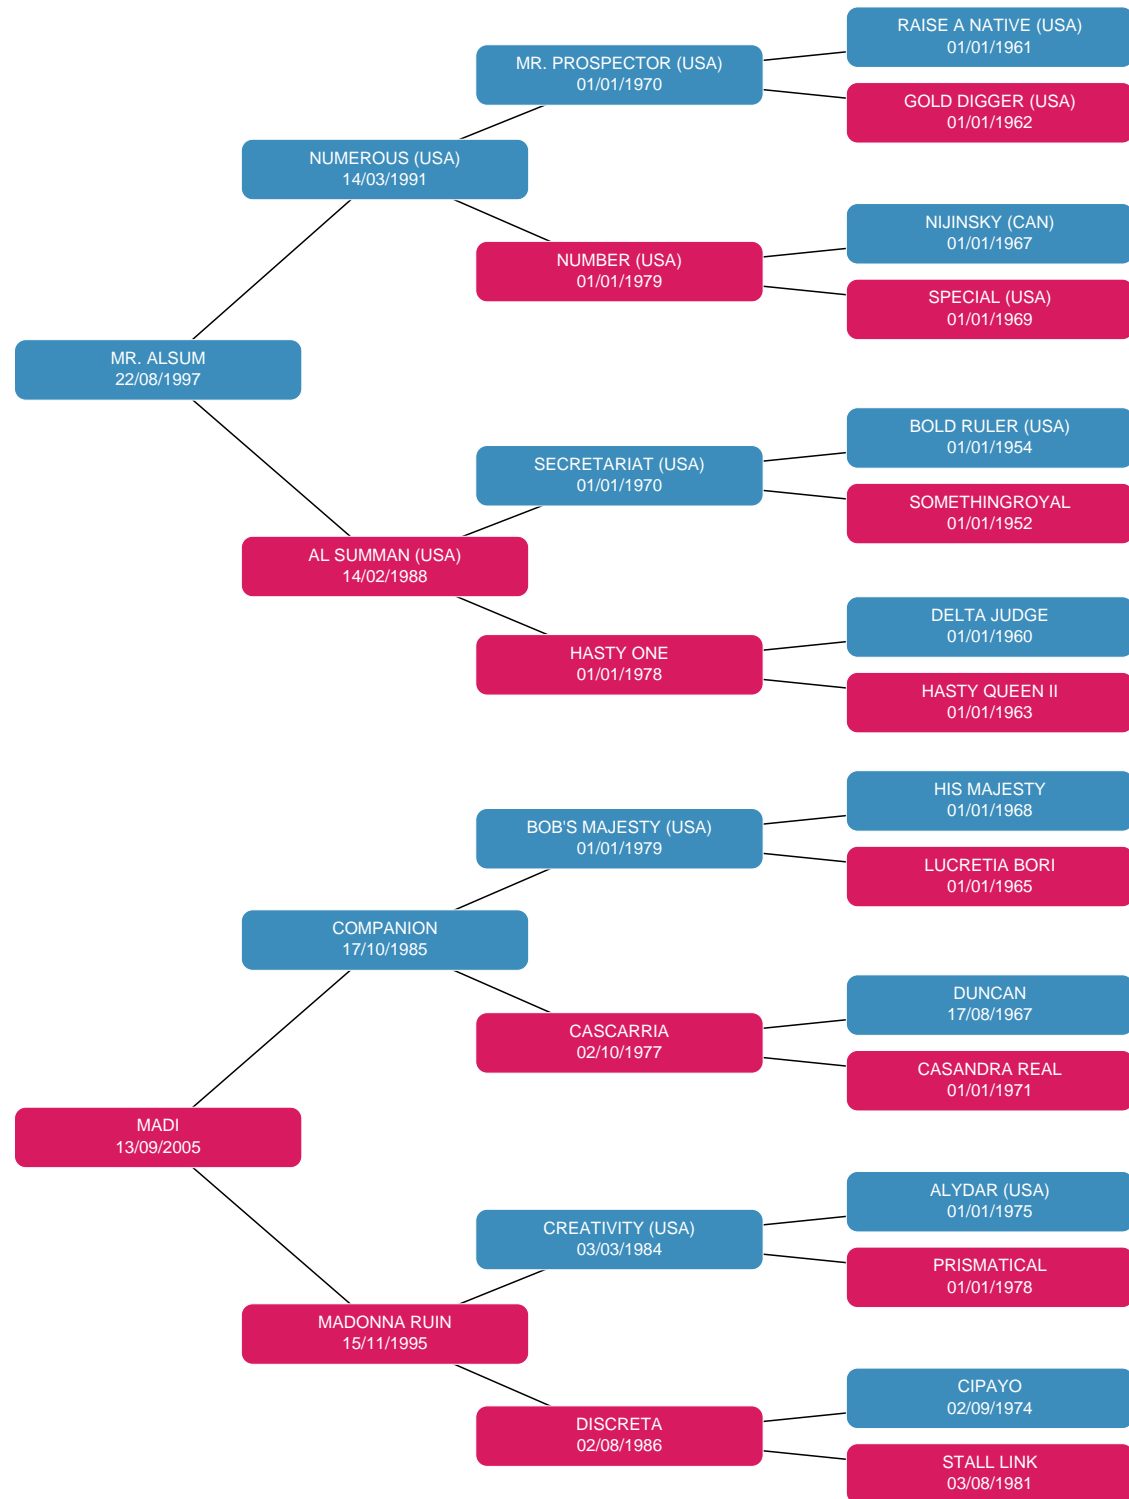 RAISE A NATIVE (USA)
01/01/1961
MR. PROSPECTOR (USA)
01/01/1970
GOLD DIGGER (USA)
01/01/1962
NUMEROUS (USA)
14/03/1991
NIJINSKY (CAN)
01/01/1967
NUMBER (USA)
01/01/1979
SPECIAL (USA)
01/01/1969
MR. ALSUM
22/08/1997
BOLD RULER (USA)
01/01/1954
SECRETARIAT (USA)
01/01/1970
SOMETHINGROYAL
01/01/1952
AL SUMMAN (USA)
14/02/1988
DELTA JUDGE
01/01/1960
HASTY ONE
01/01/1978
HASTY QUEEN II
01/01/1963
HIS MAJESTY
01/01/1968
BOB'S MAJESTY (USA)
01/01/1979
LUCRETIA BORI
01/01/1965
COMPANION
17/10/1985
DUNCAN
17/08/1967
CASCARRIA
02/10/1977
CASANDRA REAL
01/01/1971
MADI
13/09/2005
ALYDAR (USA)
01/01/1975
CREATIVITY (USA)
03/03/1984
PRISMATICAL
01/01/1978
MADONNA RUIN
15/11/1995
CIPAYO
02/09/1974
DISCRETA
02/08/1986
STALL LINK
03/08/1981